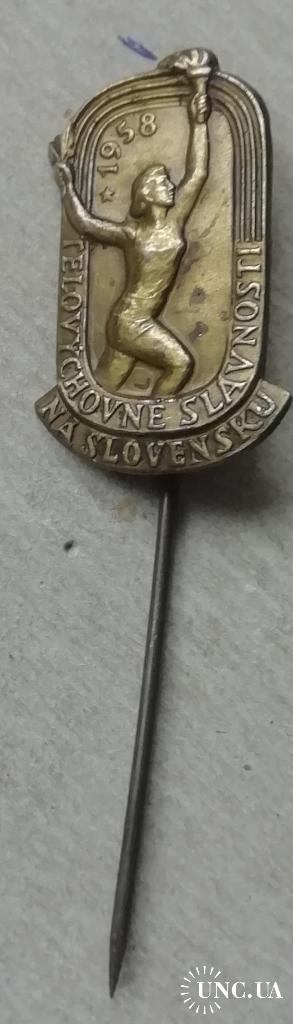 ★ 1958
TELOVÝCHOVNÉ SLÁVNOSTI
NA SLOVENSKU
UNC.UA